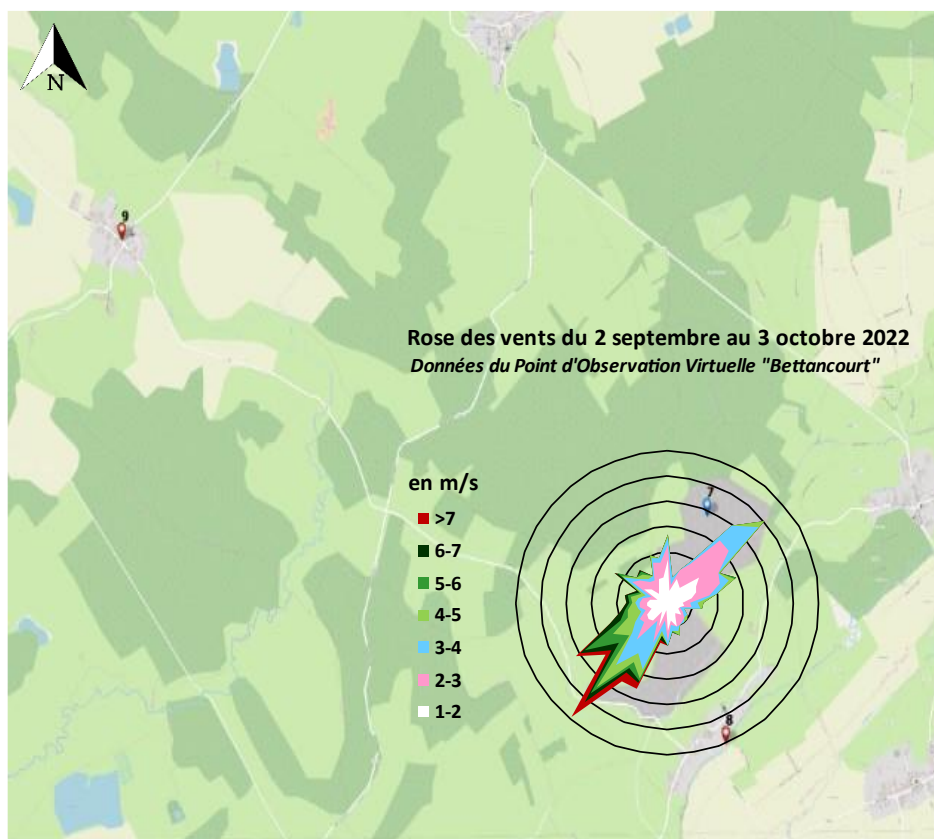 N
9
Rose des vents du 2 septembre au 3 octobre 2022
Données du Point d'Observation Virtuelle "Bettancourt"
en m/s
>7
6-7
5-6
4-5
3-4
2-3
1-2
7
8